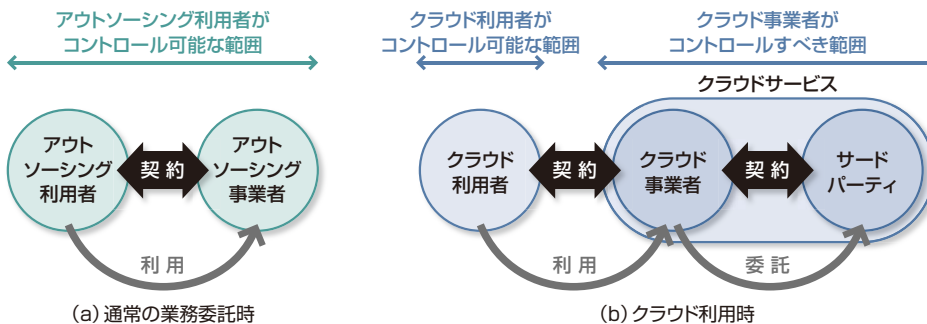 アウトソーシング利用者が
コントロール可能な範囲
アウト
ソーシング
利用者
契約
アウト
ソーシング
事業者
利用
(a)通常の業務委託時
クラウド利用者が
コントロール可能な範囲
クラウド事業者が
コントロールすべき範囲
クラウドサービス
クラウド
利用者
契約
クラウド
事業者
契約
サード
パーティ
利用
委託
(b)クラウド利用時